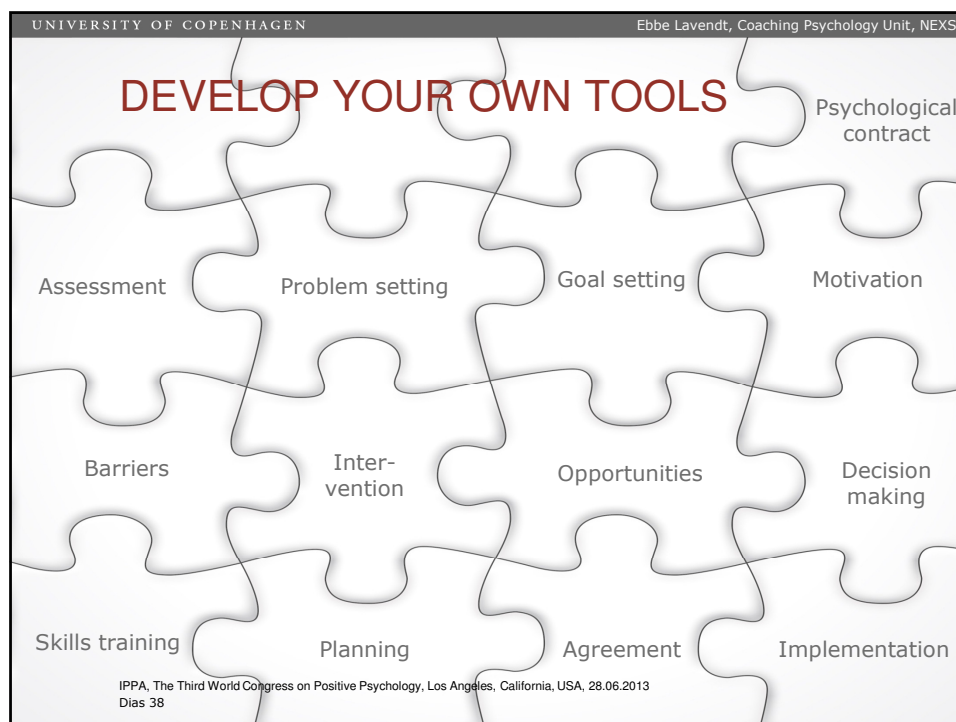 UNIVERSITY OF COPENHAGEN
Ebbe Lavendt, Coaching Psychology Unit, NEXS
DEVELOP YOUR OWN TOOLS
Psychological
contract
Assessment
Problem setting
Goal setting
Motivation
Barriers
Inter-
vention
Opportunities
Decision
making
Skills training
Planning
Agreement
Implementation
IPPA, The Third World Congress on Positive Psychology, Los Angeles, California, USA, 28.06.2013
Dias 38